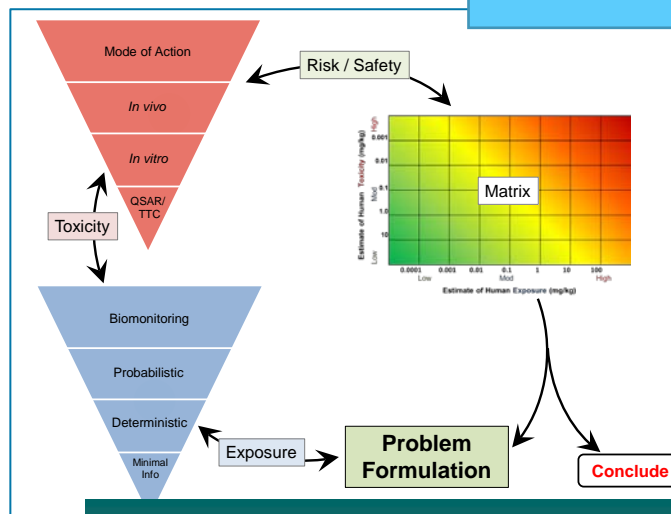 Mode of Action
In vivo
In vitro
QSAR/
TTC
Risk / Safety
Toxicity
Estimate of Human Toxicity (mg/kg)
High
0.001
0.01
Mod
0.1
1.0
10
Low
Matrix
0.0001 0.001 0.01 0.1 1 10 100
Low Mod High
Estimate of Human Exposure (mg/kg)
Biomonitoring
Probabilistic
Deterministic
Minimal
Info
Exposure
Problem
Formulation
Conclude